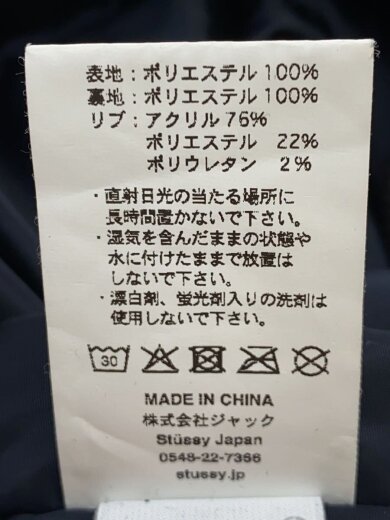 表地：ポリエステル 100%
裏地：ポリエステル 100%
リブ：アクリル 76%
ポリエステル 22%
ポリウレタン 2%
・直射日光の当たる場所に
長時間置かないで下さい。
・湿気を含んだままの状態や
水に付けたままで放置は
しないで下さい。
・漂白剤、蛍光剤入りの洗剤は
使用しないで下さい。
30
MADE IN CHINA
株式会社ジャック
Stüssy Japan
0548-22-7366
stussy.jp